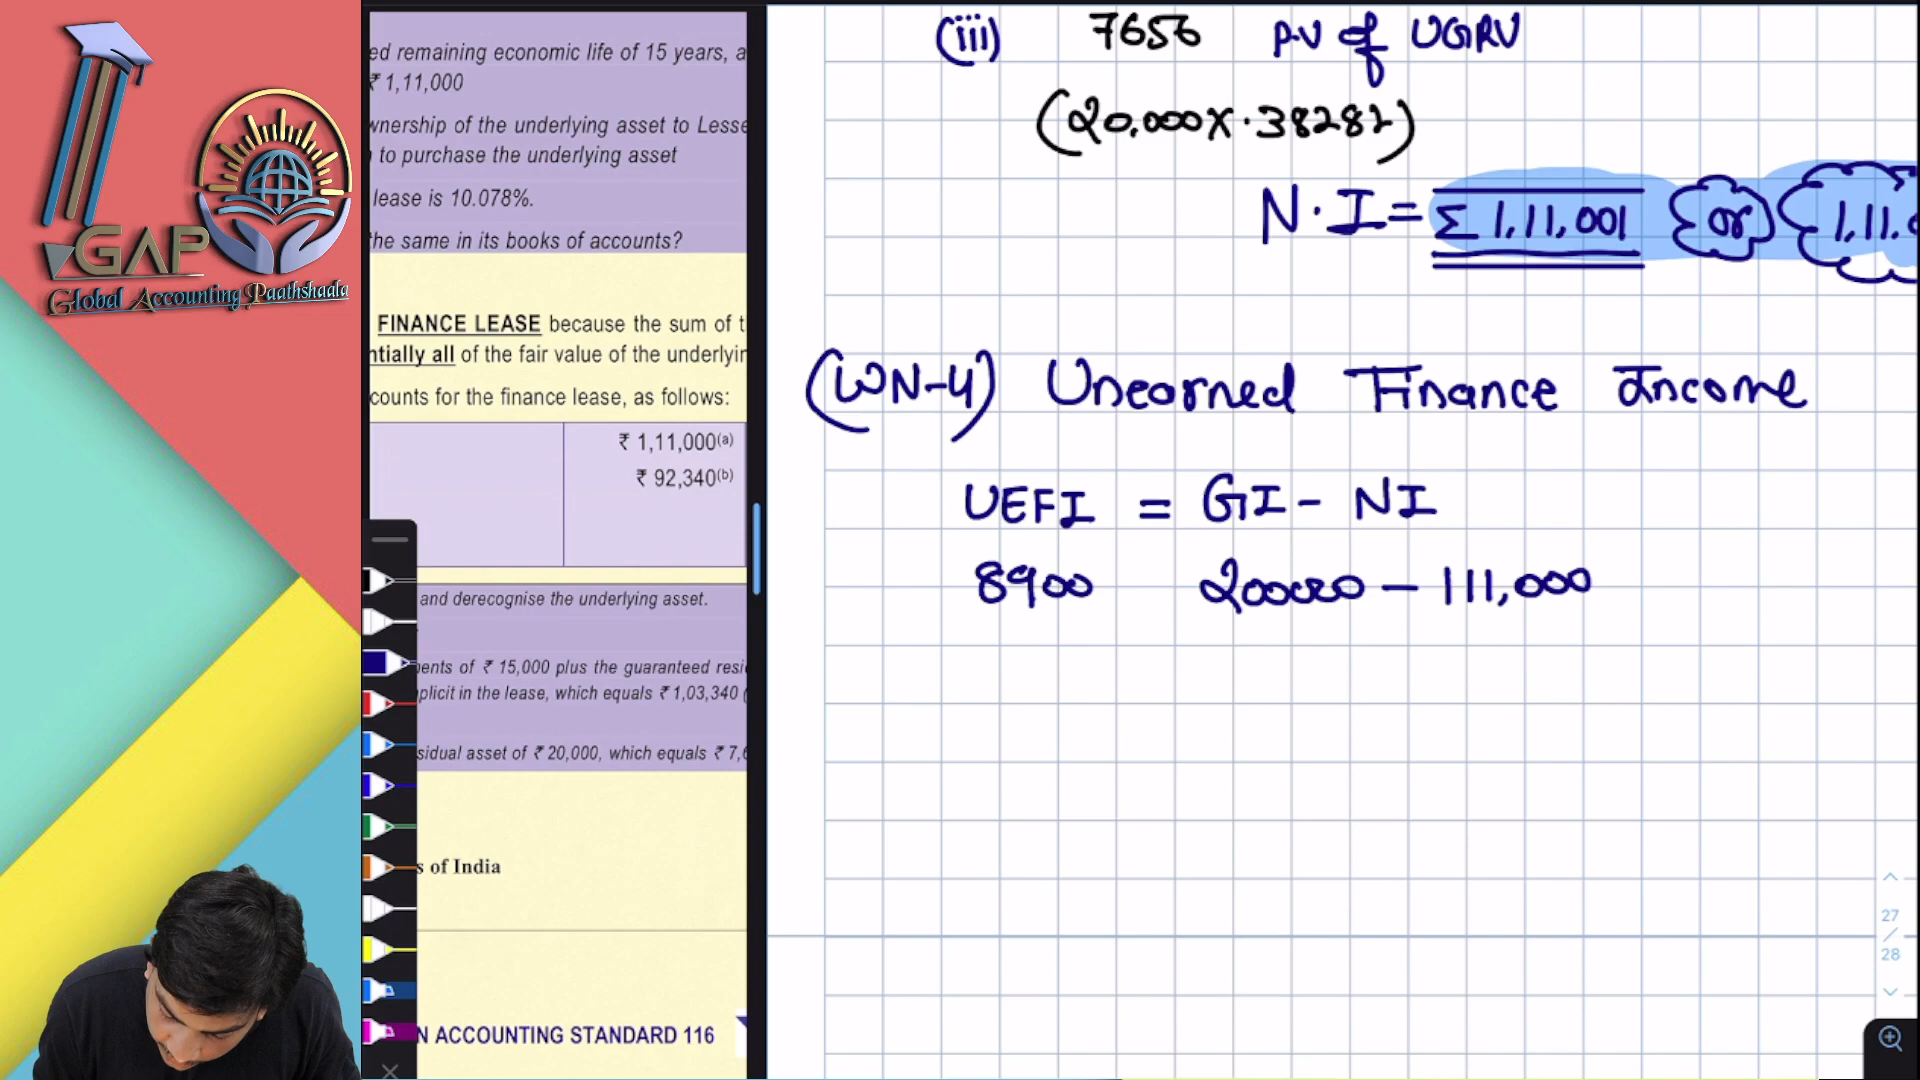 GAP
Global Accounting Paathshaala
ed remaining economic life of 15 years, a
₹ 1,11,000
wnership of the underlying asset to Lesse
to purchase the underlying asset
lease is 10.078%.
the same in its books of accounts?
FINANCE LEASE because the sum of t
ntially all of the fair value of the underlyin
counts for the finance lease, as follows:
₹ 1,11,000(a)
₹ 92,340(b)
and derecognise the underlying asset.
ents of ₹ 15,000 plus the guaranteed resi
plicit in the lease, which equals ₹ 1,03,340
sidual asset of ₹ 20,000, which equals ₹ 7,6
s of India
N ACCOUNTING STANDARD 116
(iii) 7656 P.V of UGRV
(20,000X.38282)
N.I = Σ 1,11,001 {or} 1,11,0
(WN-4) Unearned Finance Income
UEFI = GI - NI
8900 200000 - 111,000
27
/
28